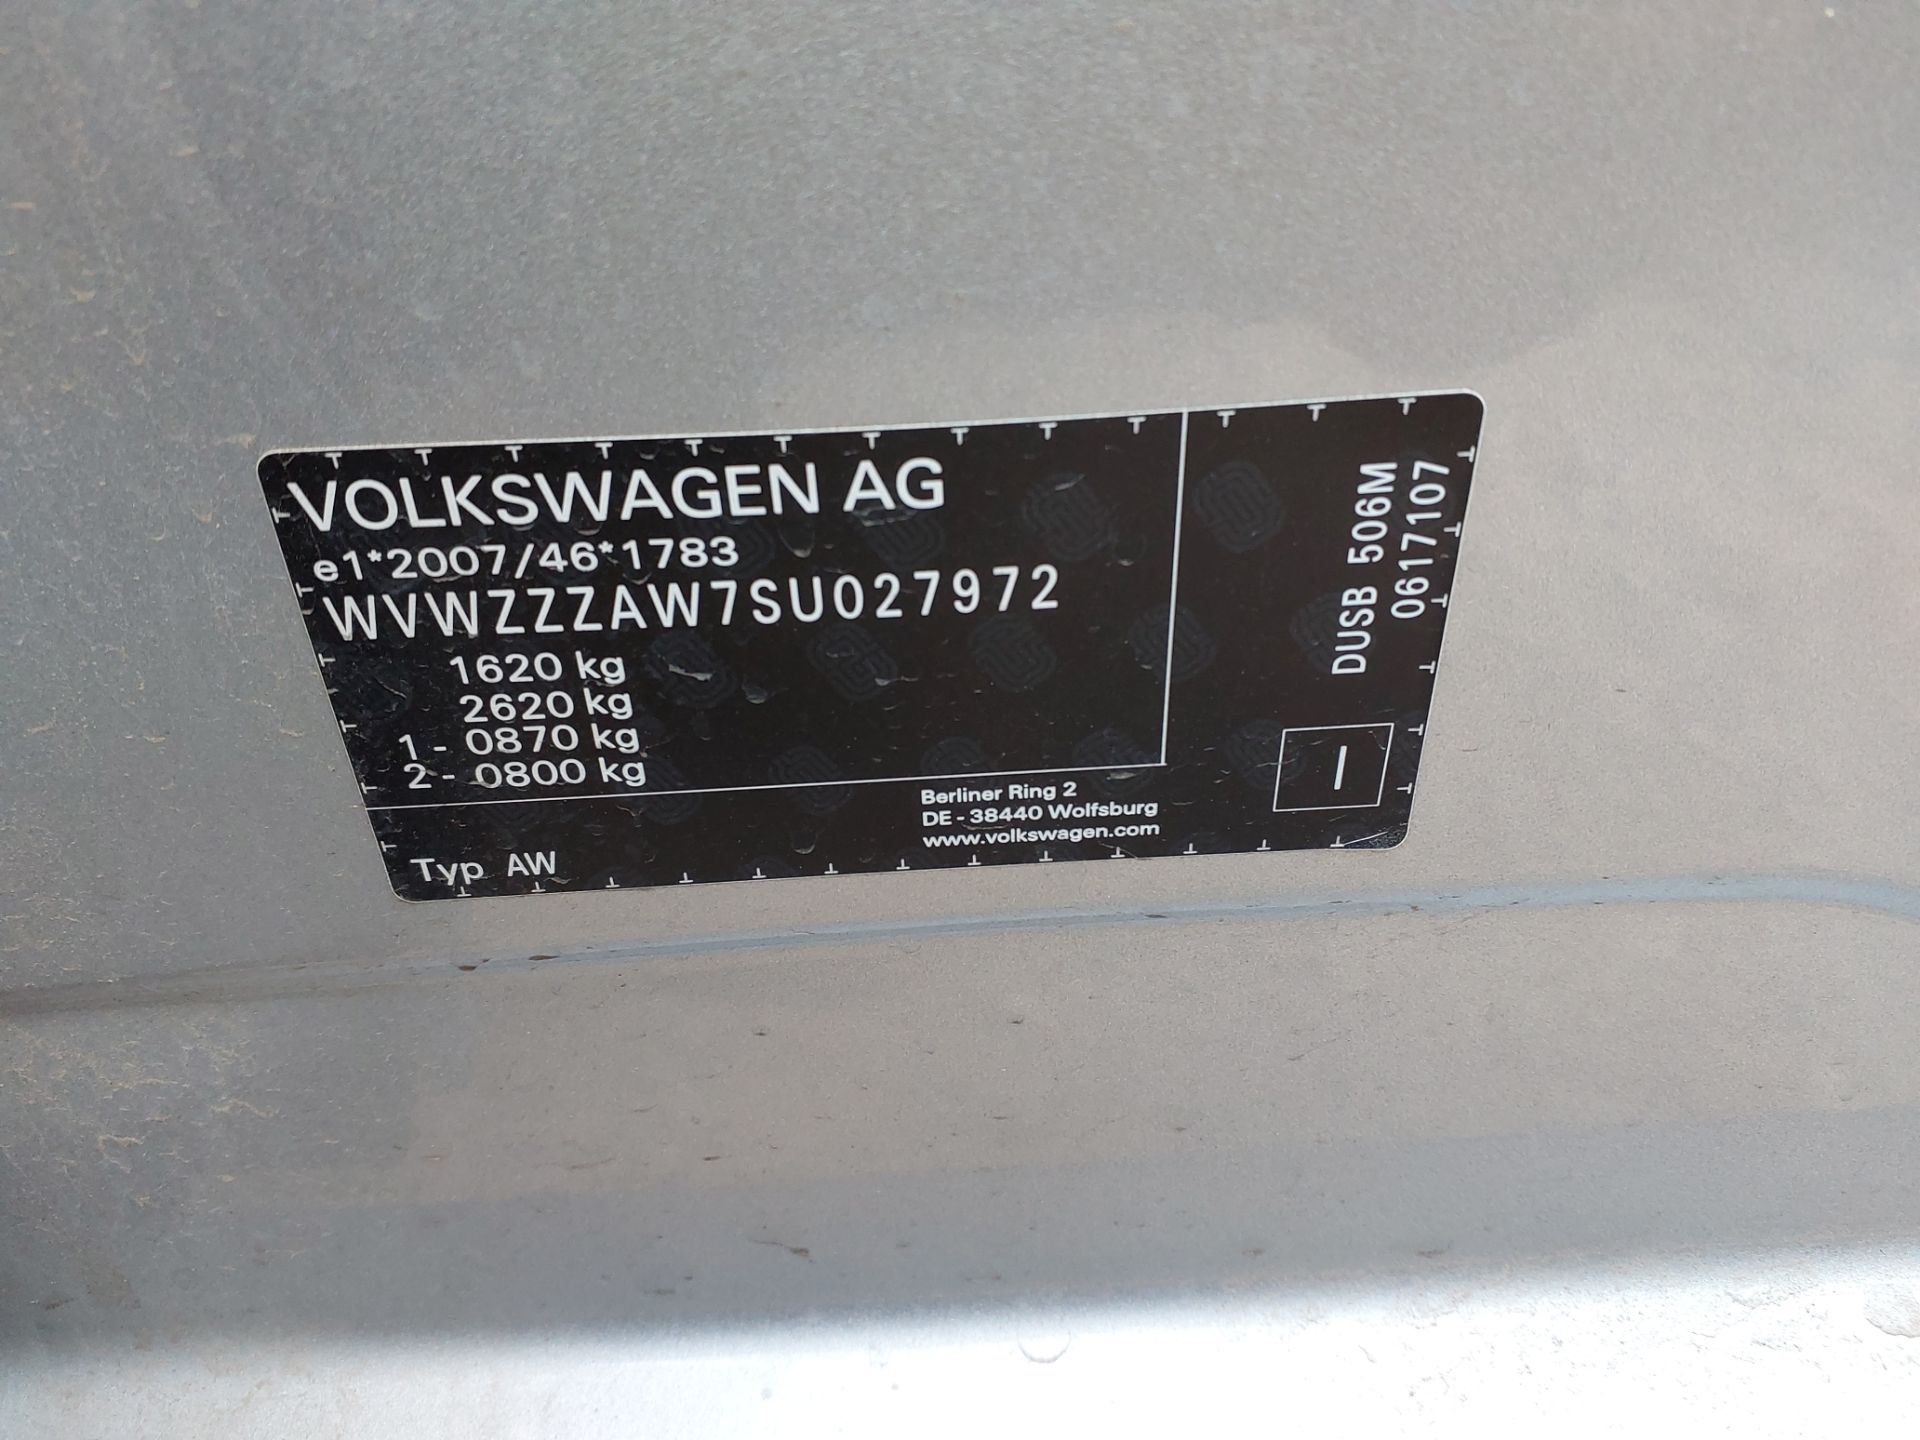 VOLKSWAGEN AG
e1*2007/46*1783
WVWZZZAW7SU027972
1620 kg
2620 kg
1 - 0870 kg
2 - 0800 kg
Typ AW
Berliner Ring 2
DE - 38440 Wolfsburg
www.volkswagen.com
DUSB 506M
0617107
I